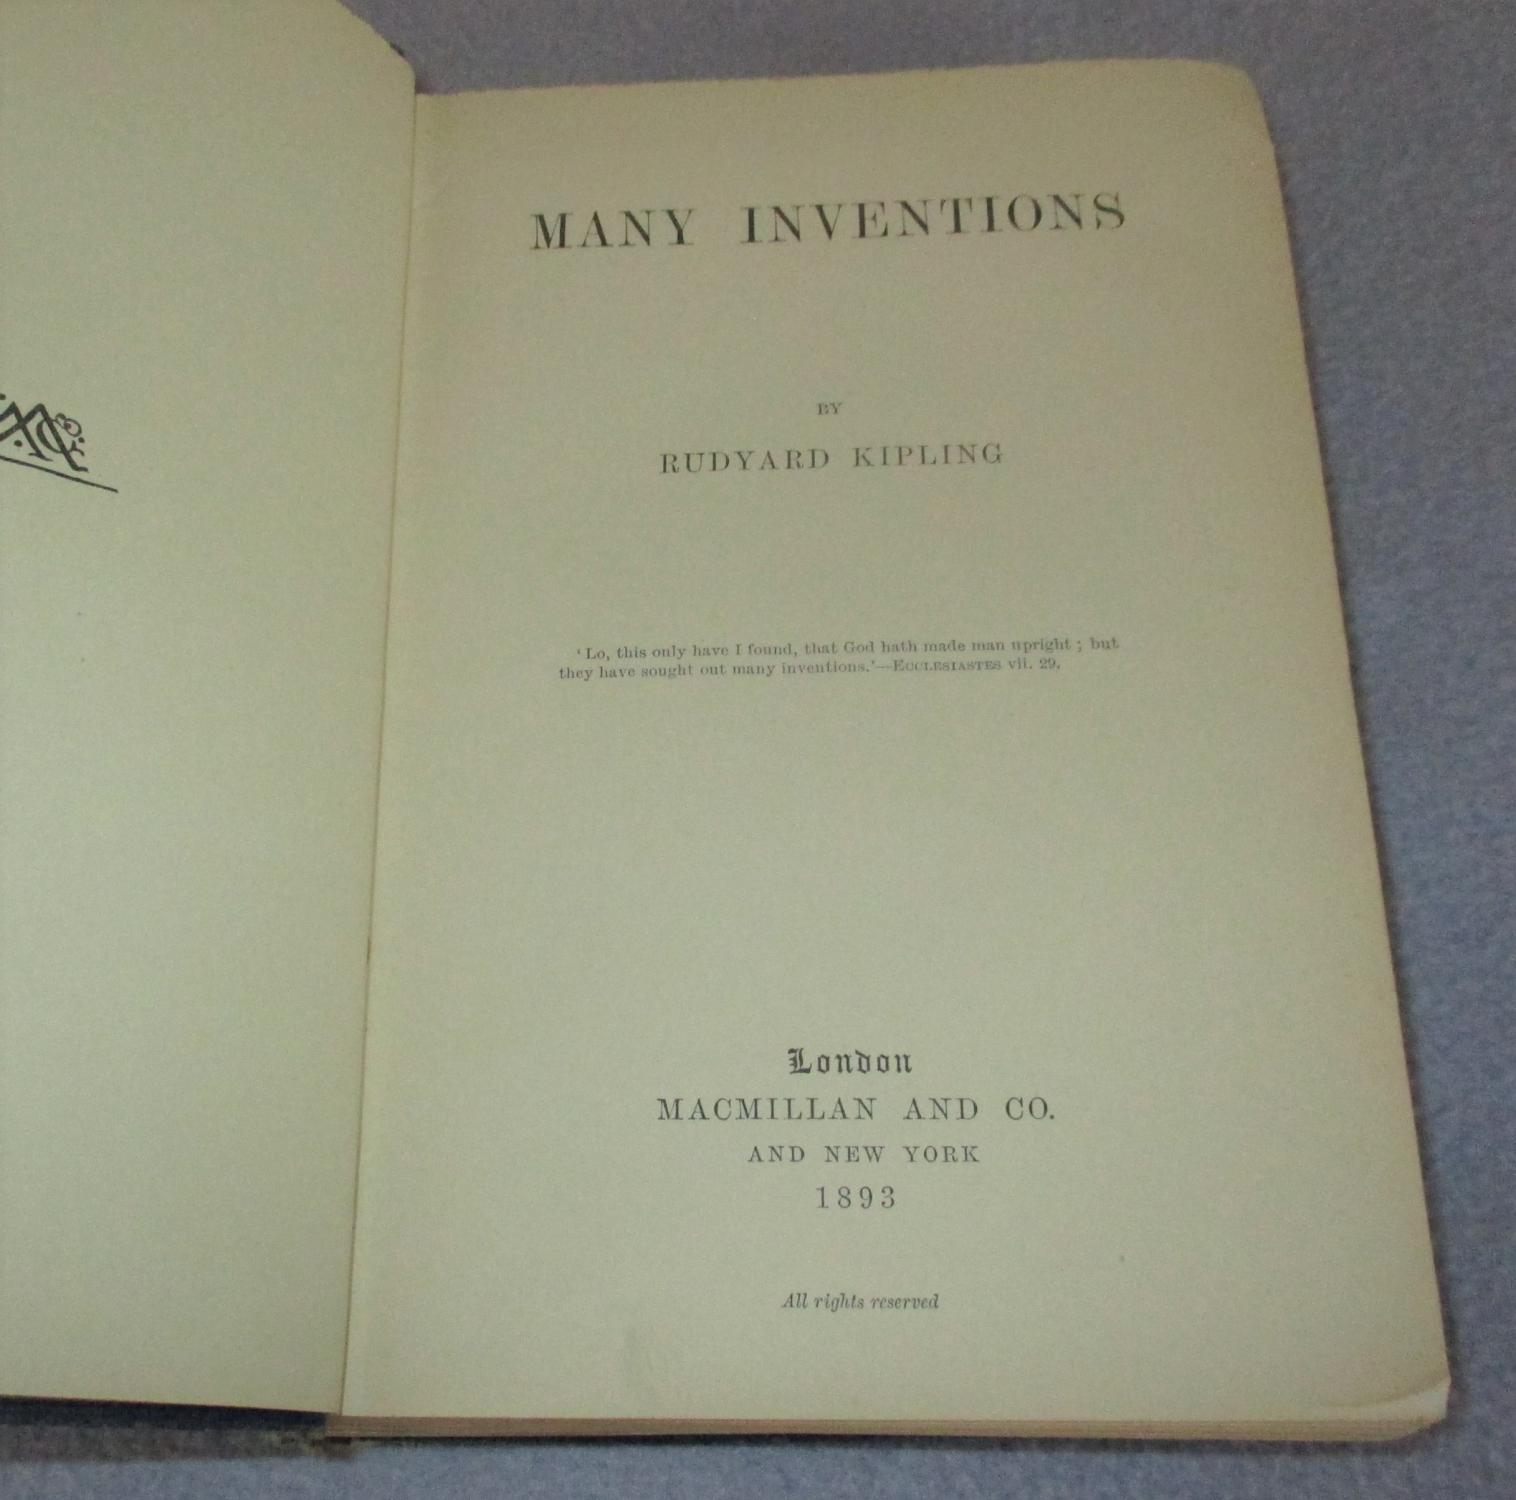 MANY INVENTIONS
BY
RUDYARD KIPLING
‘Lo, this only have I found, that God hath made man upright ; but
they have sought out many inventions.’—ECCLESIASTES vii. 29.
London
MACMILLAN AND CO.
AND NEW YORK
1893
All rights reserved